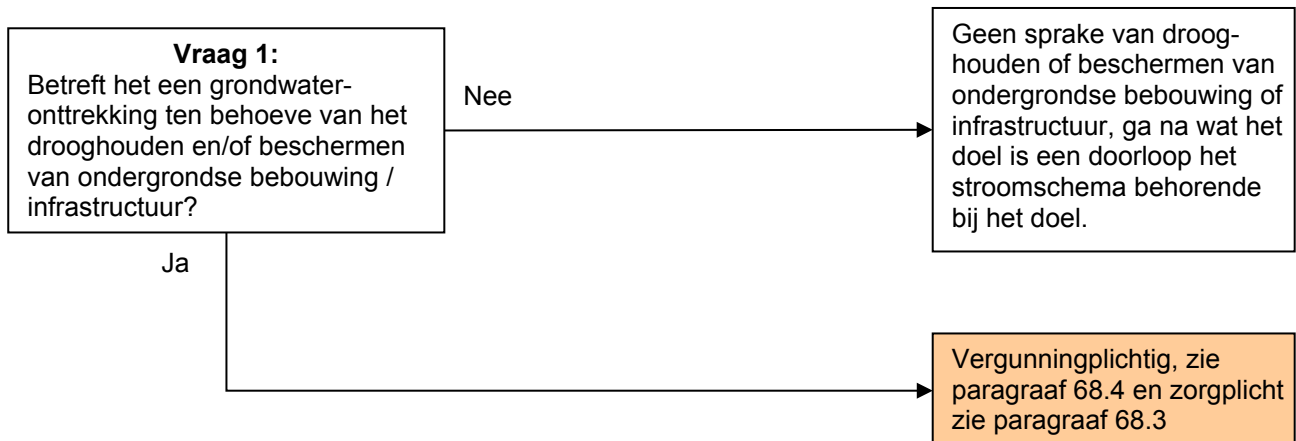 Vraag 1:
Betreft het een grondwater-
onttrekking ten behoeve van het
drooghouden en/of beschermen
van ondergrondse bebouwing /
infrastructuur?
Nee
Geen sprake van droog-
houden of beschermen van
ondergrondse bebouwing of
infrastructuur, ga na wat het
doel is een doorloop het
stroomschema behorende
bij het doel.
Ja
Vergunningplichtig, zie
paragraaf 68.4 en zorgplicht
zie paragraaf 68.3